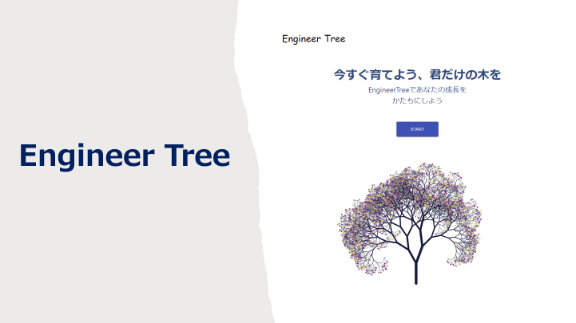 Engineer Tree
Engineer Tree
今すぐ育てよう、君だけの木を
EngineerTreeであなたの成長を
かたちにしよう
START